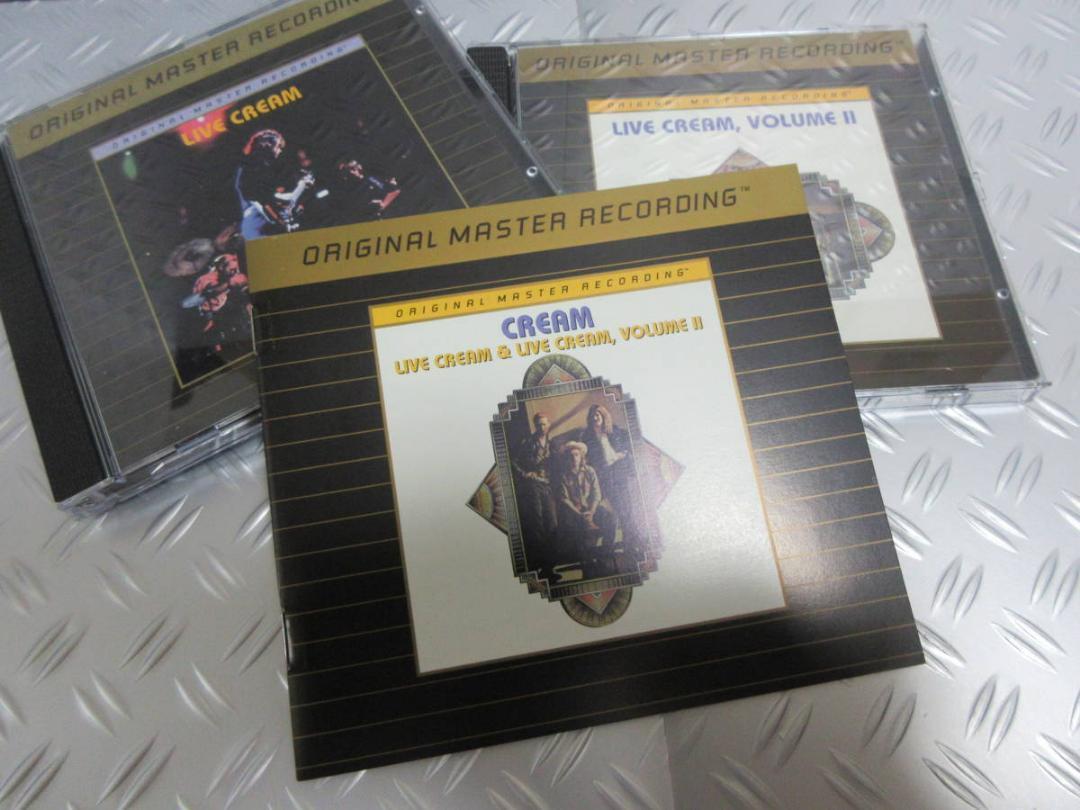 ORIGINAL MASTER RECORDING
ORIGINAL MASTER RECORDING
LIVE CREAM
ORIGINAL MASTER RECORDING
ORIGINAL MASTER RECORDING
LIVE CREAM, VOLUME II
ORIGINAL MASTER RECORDING™
ORIGINAL MASTER RECORDING™
CREAM
LIVE CREAM & LIVE CREAM, VOLUME II